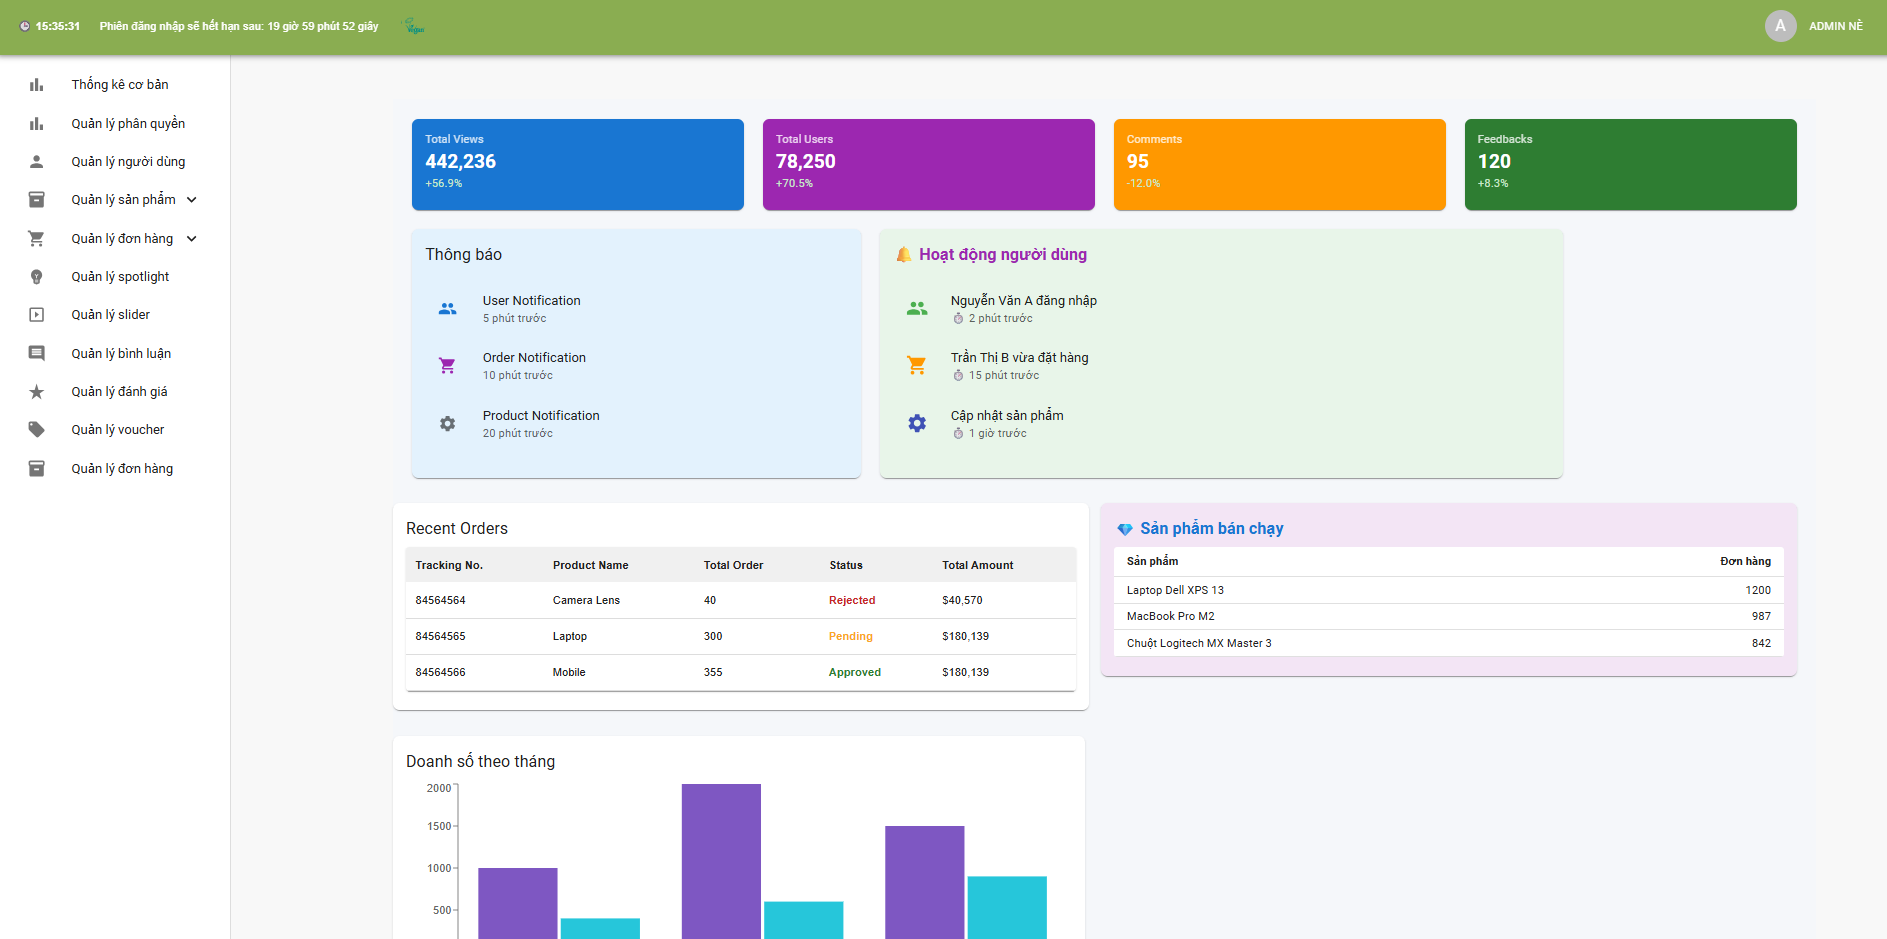 15:35:31 Phiên đăng nhập sẽ hết hạn sau: 19 giờ 59 phút 52 giây
A ADMIN NÈ
Thống kê cơ bản
Quản lý phân quyền
Quản lý người dùng
Quản lý sản phẩm
Quản lý đơn hàng
Quản lý spotlight
Quản lý slider
Quản lý bình luận
Quản lý đánh giá
Quản lý voucher
Quản lý đơn hàng
Total Views
442,236
+56.9%
Total Users
78,250
+70.5%
Comments
95
-12.0%
Feedbacks
120
+8.3%
Thông báo
User Notification
5 phút trước
Order Notification
10 phút trước
Product Notification
20 phút trước
Hoạt động người dùng
Nguyễn Văn A đăng nhập
2 phút trước
Trần Thị B vừa đặt hàng
15 phút trước
Cập nhật sản phẩm
1 giờ trước
Recent Orders
Tracking No. Product Name Total Order Status Total Amount
84564564 Camera Lens 40 Rejected $40,570
84564565 Laptop 300 Pending $180,139
84564566 Mobile 355 Approved $180,139
Sản phẩm bán chạy
Sản phẩm Đơn hàng
Laptop Dell XPS 13 1200
MacBook Pro M2 987
Chuột Logitech MX Master 3 842
Doanh số theo tháng
2000
1500
1000
500